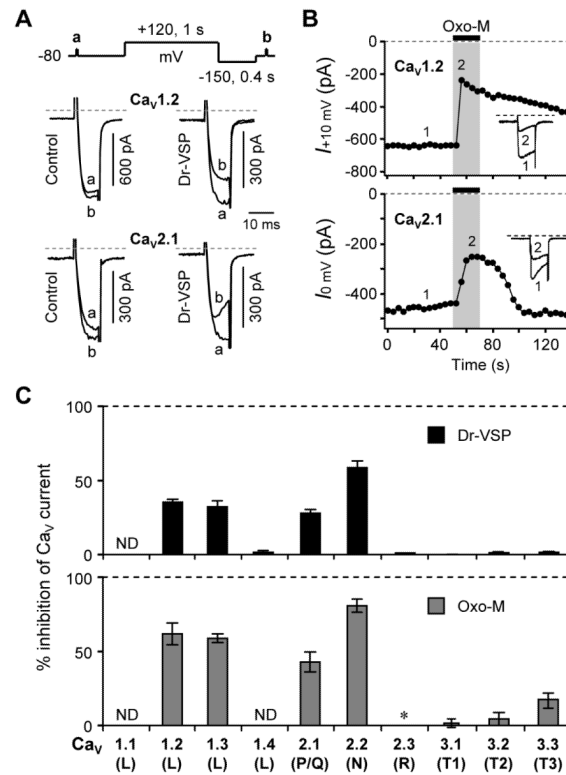 A
a
+120, 1 s
b
-80
mV
-150, 0.4 s
CaV1.2
Control
a
b
600 pA
Dr-VSP
b
a
300 pA
10 ms
CaV2.1
Control
a
b
300 pA
Dr-VSP
b
a
300 pA
B
Oxo-M
0
-200
-400
-600
-800
I+10 mV (pA)
CaV1.2
1
2
2
1
0
-200
-400
I0 mV (pA)
CaV2.1
1
2
2
1
0 40 80 120
Time (s)
C
% inhibition of CaV current
100
50
0
Dr-VSP
ND
100
50
0
Oxo-M
ND
ND
*
CaV 1.1 1.2 1.3 1.4 2.1 2.2 2.3 3.1 3.2 3.3
(L) (L) (L) (L) (P/Q) (N) (R) (T1) (T2) (T3)